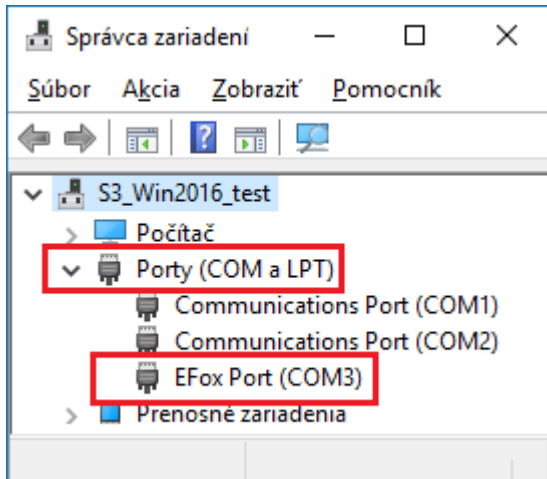 Správca zariadení
Súbor Akcia Zobraziť Pomocník
S3_Win2016_test
Počítač
Porty (COM a LPT)
Communications Port (COM1)
Communications Port (COM2)
EFox Port (COM3)
Prenosné zariadenia